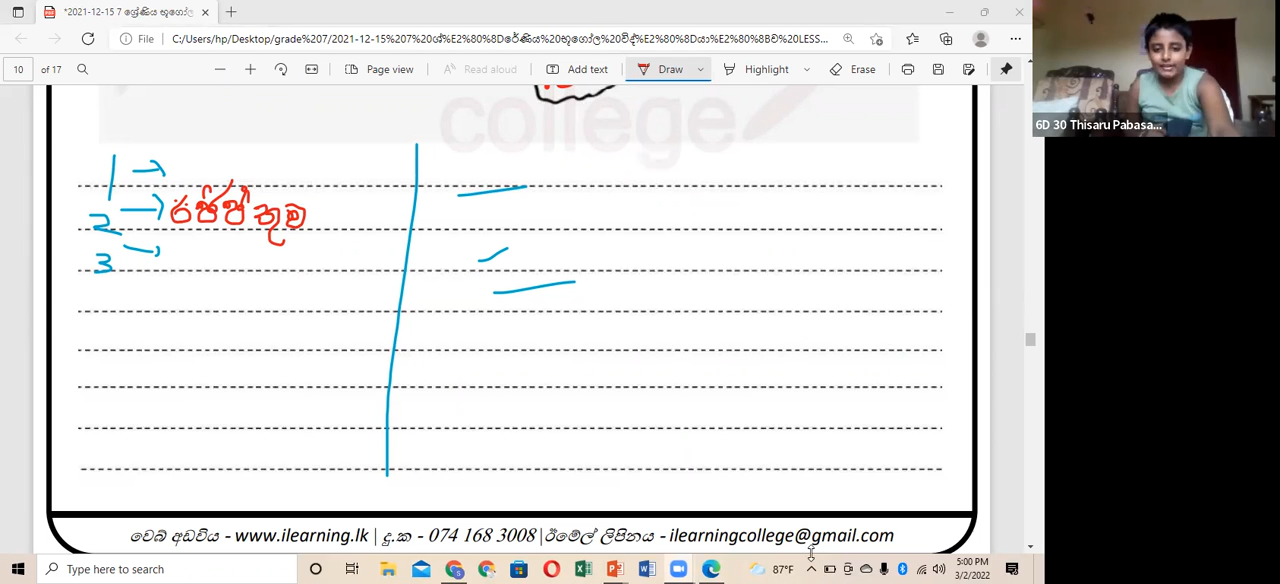 *2021-12-15 7 ශ්‍රේණිය භූගෝල
File
C:/Users/hp/Desktop/grade%207/2021-12-15%207%20ශ්%E2%80%8Dරේණිය%20භූගෝල%20විද්%E2%80%8Dයා%E2%80%8Bව%20LESS...
10 of 17
Page view
Read aloud
Add text
Draw
Highlight
Erase
6D 30 Thisaru Pabasa...
college
1 →
2 →
3 →
වෙබ් අඩවිය - www.ilearning.lk | දු.ක - 074 168 3008|ඊමේල් ලිපිනය - ilearningcollege@gmail.com
Type here to search
87°F
5:00 PM
3/2/2022